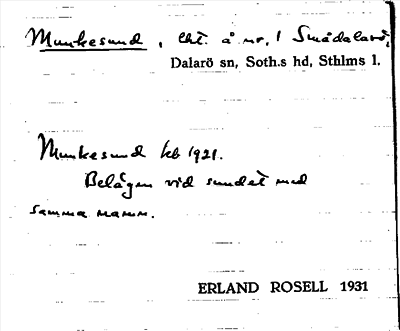 Munkesund, lht. å nr. 1 Smådalarö,
Dalarö sn, Soth.s hd, Sthlms l.
Munkesund kb 1921.
Belägen vid sundet med
samma namn.
ERLAND ROSELL 1931